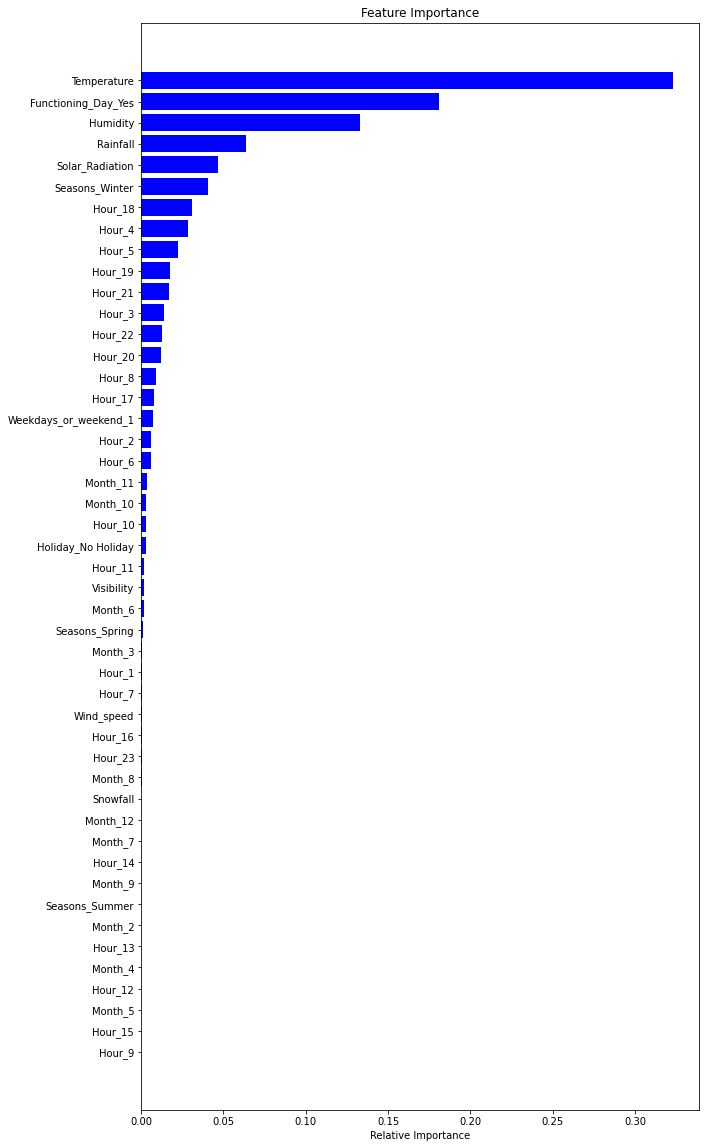 Feature Importance
Temperature
Functioning_Day_Yes
Humidity
Rainfall
Solar_Radiation
Seasons_Winter
Hour_18
Hour_4
Hour_5
Hour_19
Hour_21
Hour_3
Hour_22
Hour_20
Hour_8
Hour_17
Weekdays_or_weekend_1
Hour_2
Hour_6
Month_11
Month_10
Hour_10
Holiday_No Holiday
Hour_11
Visibility
Month_6
Seasons_Spring
Month_3
Hour_1
Hour_7
Wind_speed
Hour_16
Hour_23
Month_8
Snowfall
Month_12
Month_7
Hour_14
Month_9
Seasons_Summer
Month_2
Hour_13
Month_4
Hour_12
Month_5
Hour_15
Hour_9
0.00 0.05 0.10 0.15 0.20 0.25 0.30
Relative Importance